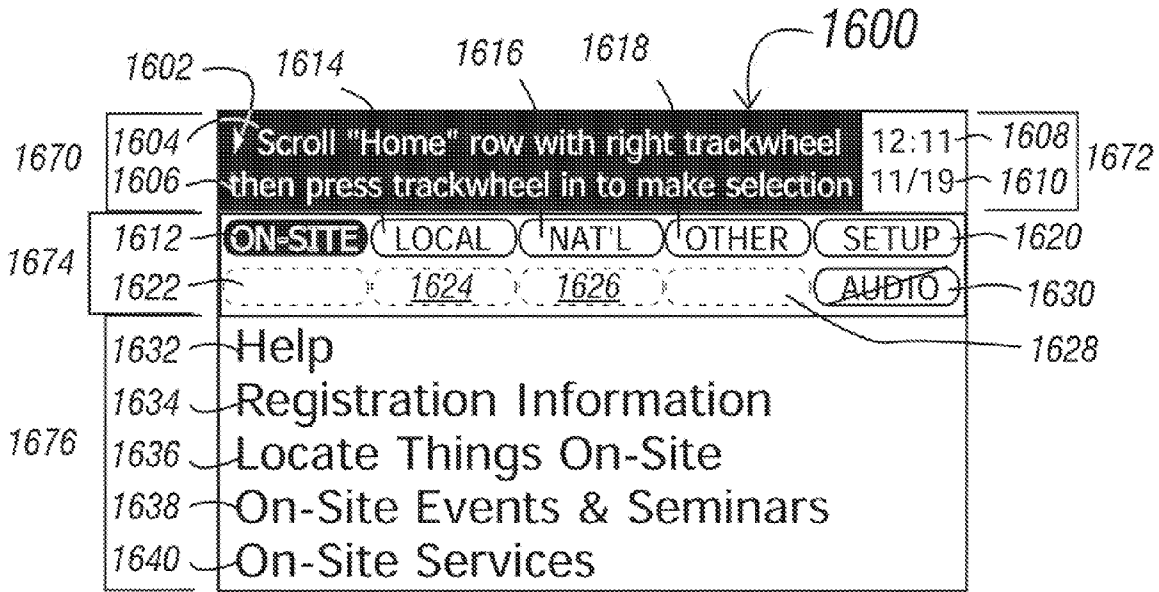 1600
1602 1614 1616 1618
1670 1604 Scroll "Home" row with right trackwheel 12:11 1608 1672
1606 then press trackwheel in to make selection 11/19 1610
1674 1612 ON-SITE LOCAL NAT'L OTHER SETUP 1620
1622 1624 1626 AUDIO 1630
1632 Help 1628
1634 Registration Information
1676 1636 Locate Things On-Site
1638 On-Site Events & Seminars
1640 On-Site Services